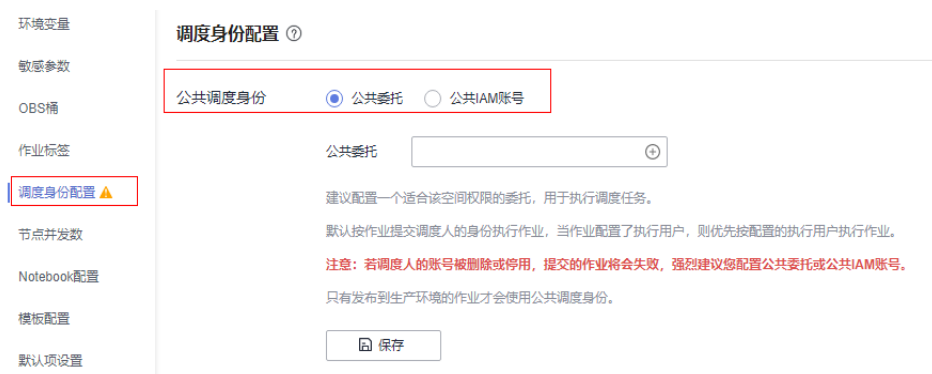 环境变量
敏感参数
OBS桶
作业标签
调度身份配置
节点并发数
Notebook配置
模板配置
默认项设置
调度身份配置
公共调度身份 公共委托 公共IAM账号
公共委托
建议配置一个适合该空间权限的委托，用于执行调度任务。
默认按作业提交调度人的身份执行作业，当作业配置了执行用户，则优先按配置的执行用户执行作业。
注意：若调度人的账号被删除或停用，提交的作业将会失败，强烈建议您配置公共委托或公共IAM账号。
只有发布到生产环境的作业才会使用公共调度身份。
保存